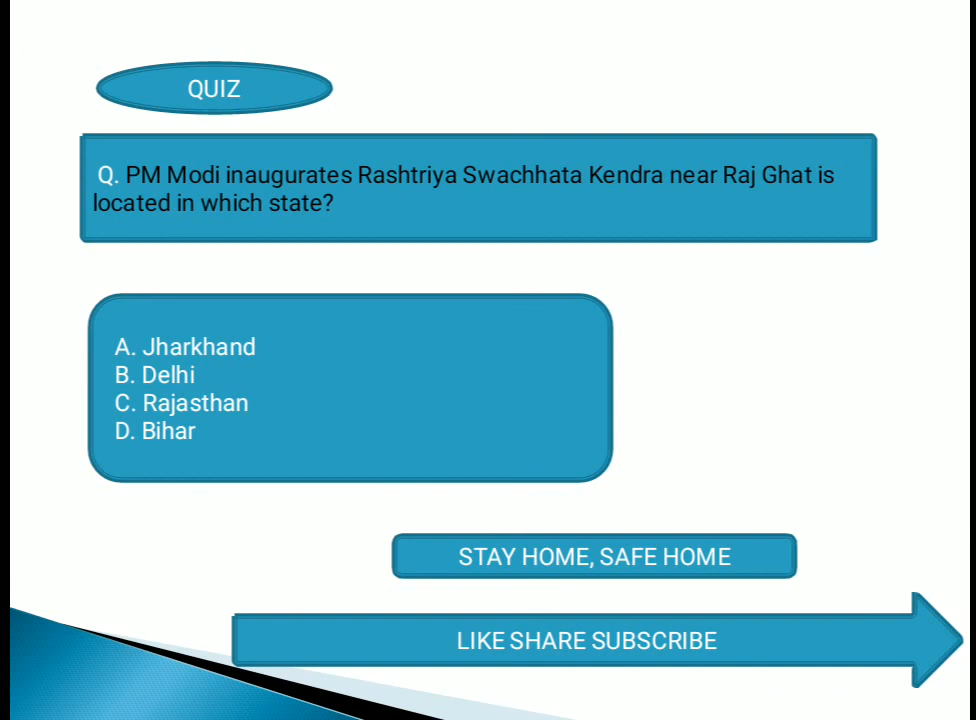 QUIZ
Q. PM Modi inaugurates Rashtriya Swachhata Kendra near Raj Ghat is
located in which state?
A. Jharkhand
B. Delhi
C. Rajasthan
D. Bihar
STAY HOME, SAFE HOME
LIKE SHARE SUBSCRIBE